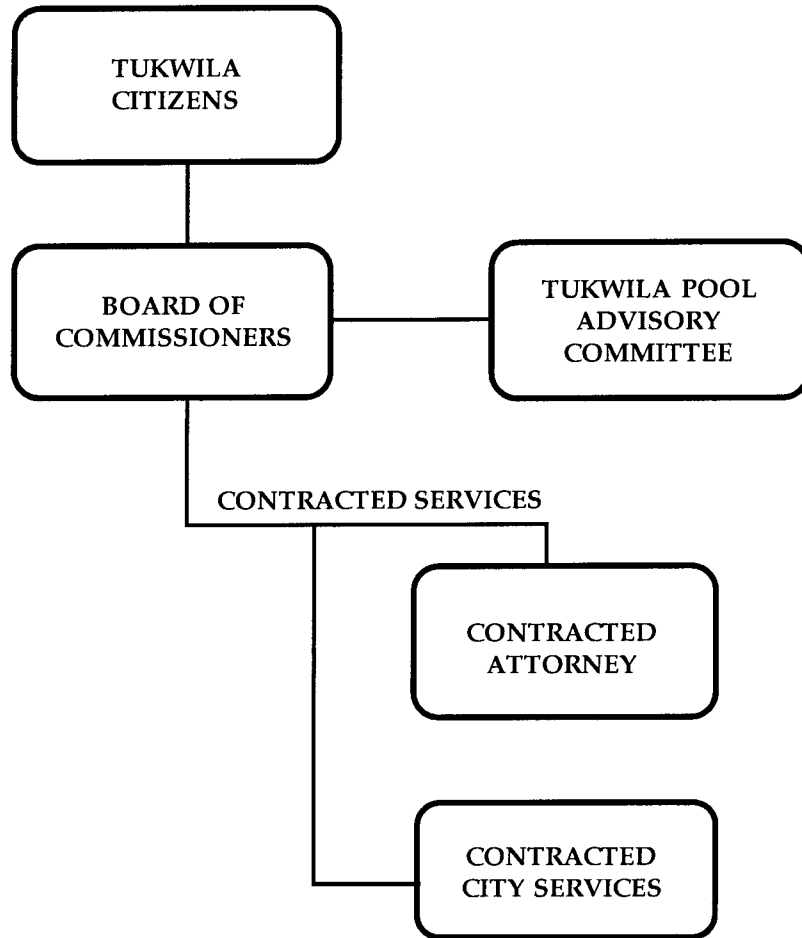 TUKWILA
CITIZENS
BOARD OF
COMMISSIONERS
TUKWILA POOL
ADVISORY
COMMITTEE
CONTRACTED SERVICES
CONTRACTED
ATTORNEY
CONTRACTED
CITY SERVICES